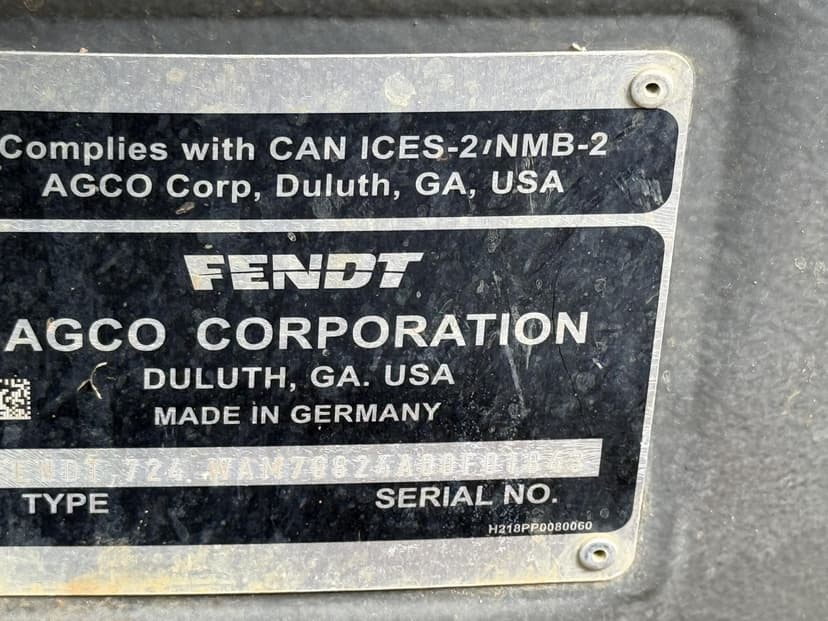 Complies with CAN ICES-2/NMB-2
AGCO Corp, Duluth, GA, USA
FENDT
AGCO CORPORATION
DULUTH, GA. USA
MADE IN GERMANY
724
TYPE SERIAL NO.
H218PP0080060